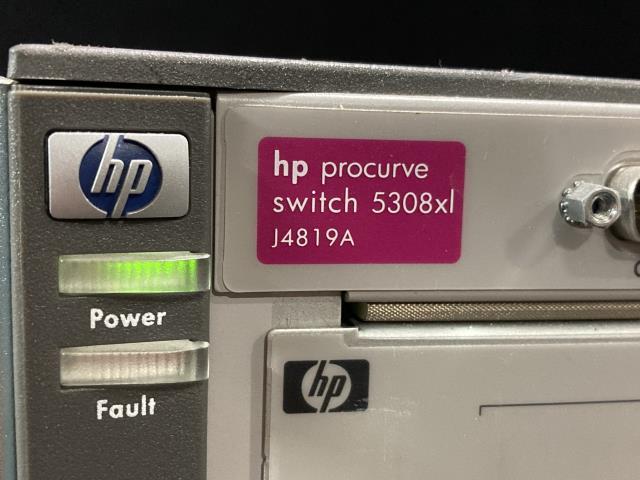 hp
hp procurve
switch 5308xl
J4819A
Power
Fault
hp